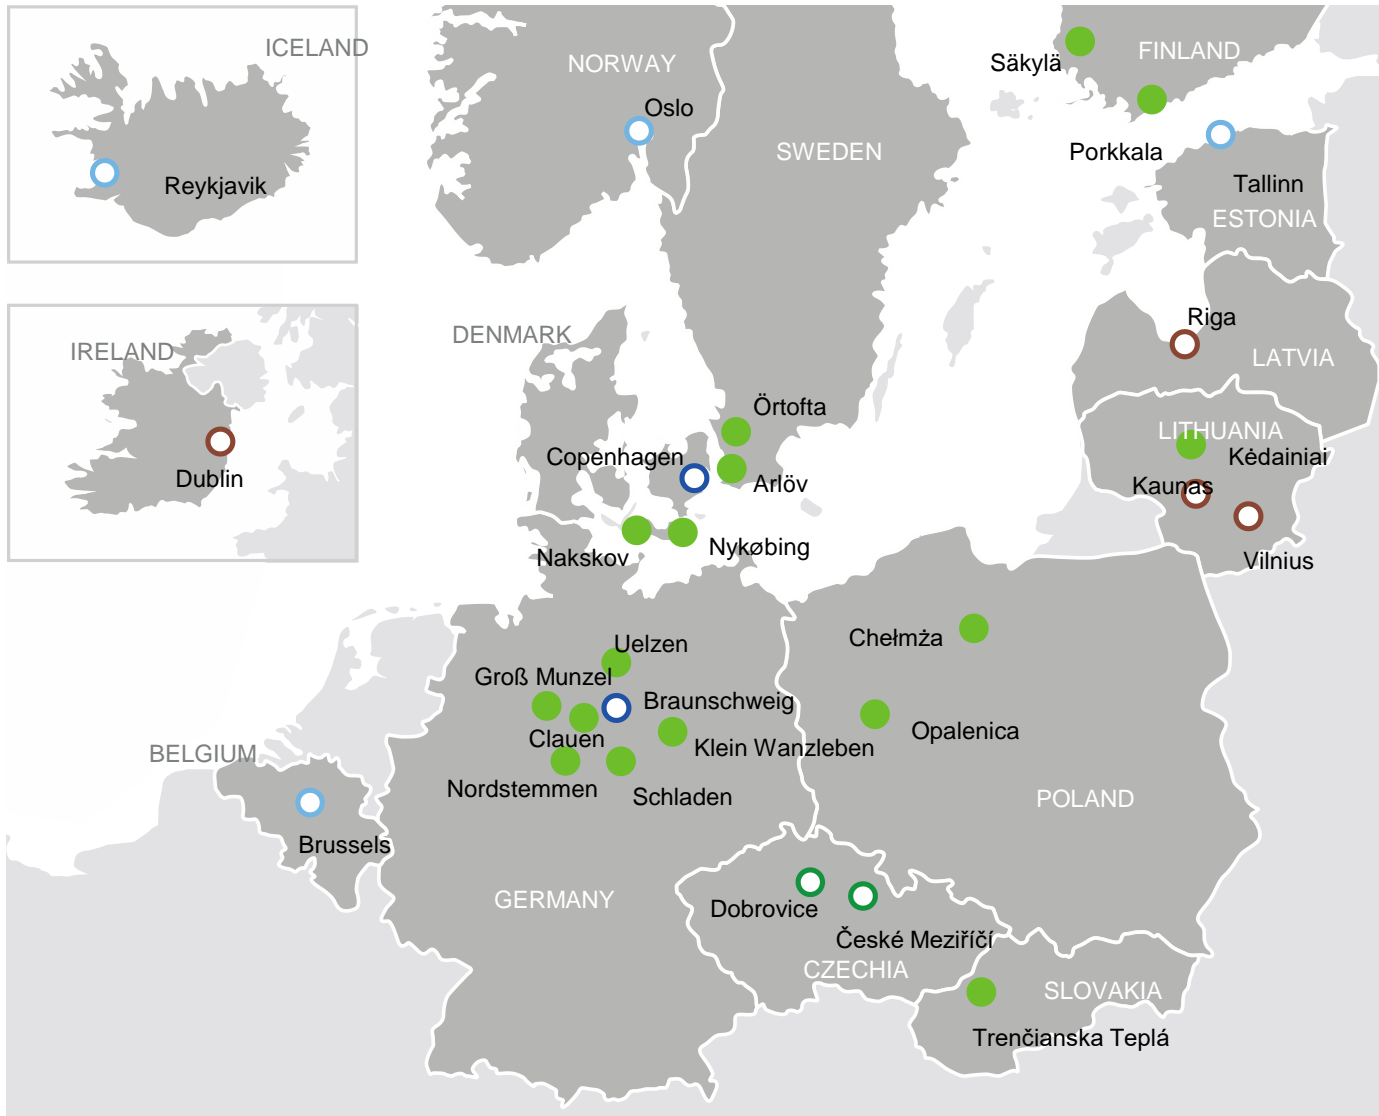 ICELAND
Reykjavik
IRELAND
Dublin
NORWAY
Oslo
SWEDEN
Säkylä
FINLAND
Porkkala
Tallinn
ESTONIA
Riga
LATVIA
LITHUANIA
Kėdainiai
Kaunas
Vilnius
DENMARK
Örtofta
Copenhagen
Arlöv
Nakskov
Nykøbing
Uelzen
Groß Munzel
Braunschweig
Clauen
Klein Wanzleben
Nordstemmen
Schladen
Chełmża
Opalenica
POLAND
BELGIUM
Brussels
GERMANY
Dobrovice
České Meziříčí
CZECHIA
SLOVAKIA
Trenčianska Teplá